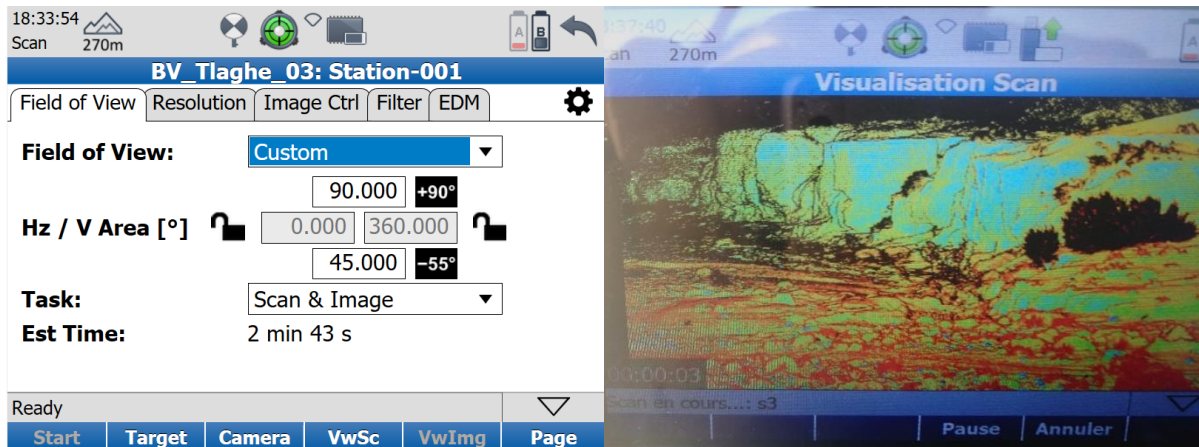 18:33:54
Scan 270m
A B
BV_Tlaghe_03: Station-001
Field of View Resolution Image Ctrl Filter EDM
Field of View: Custom
90.000 +90°
Hz / V Area [°] 0.000 360.000
45.000 -55°
Task: Scan & Image
Est Time: 2 min 43 s
Ready
Start Target Camera VwSc VwImg Page
:37:40
an 270m
A
Visualisation Scan
00:00:03
Scan en cours...: s3
Pause Annuler